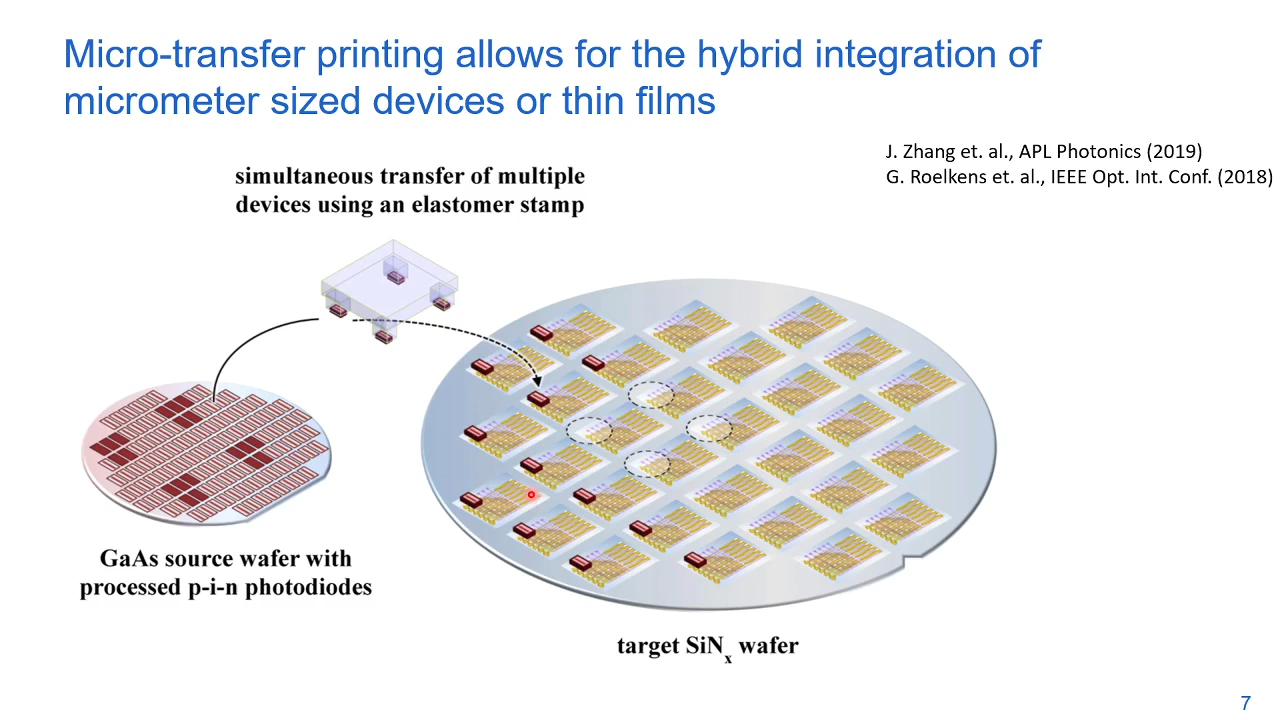 Micro-transfer printing allows for the hybrid integration of
micrometer sized devices or thin films
J. Zhang et. al., APL Photonics (2019)
G. Roelkens et. al., IEEE Opt. Int. Conf. (2018)
simultaneous transfer of multiple
devices using an elastomer stamp
GaAs source wafer with
processed p-i-n photodiodes
target SiNx wafer
7